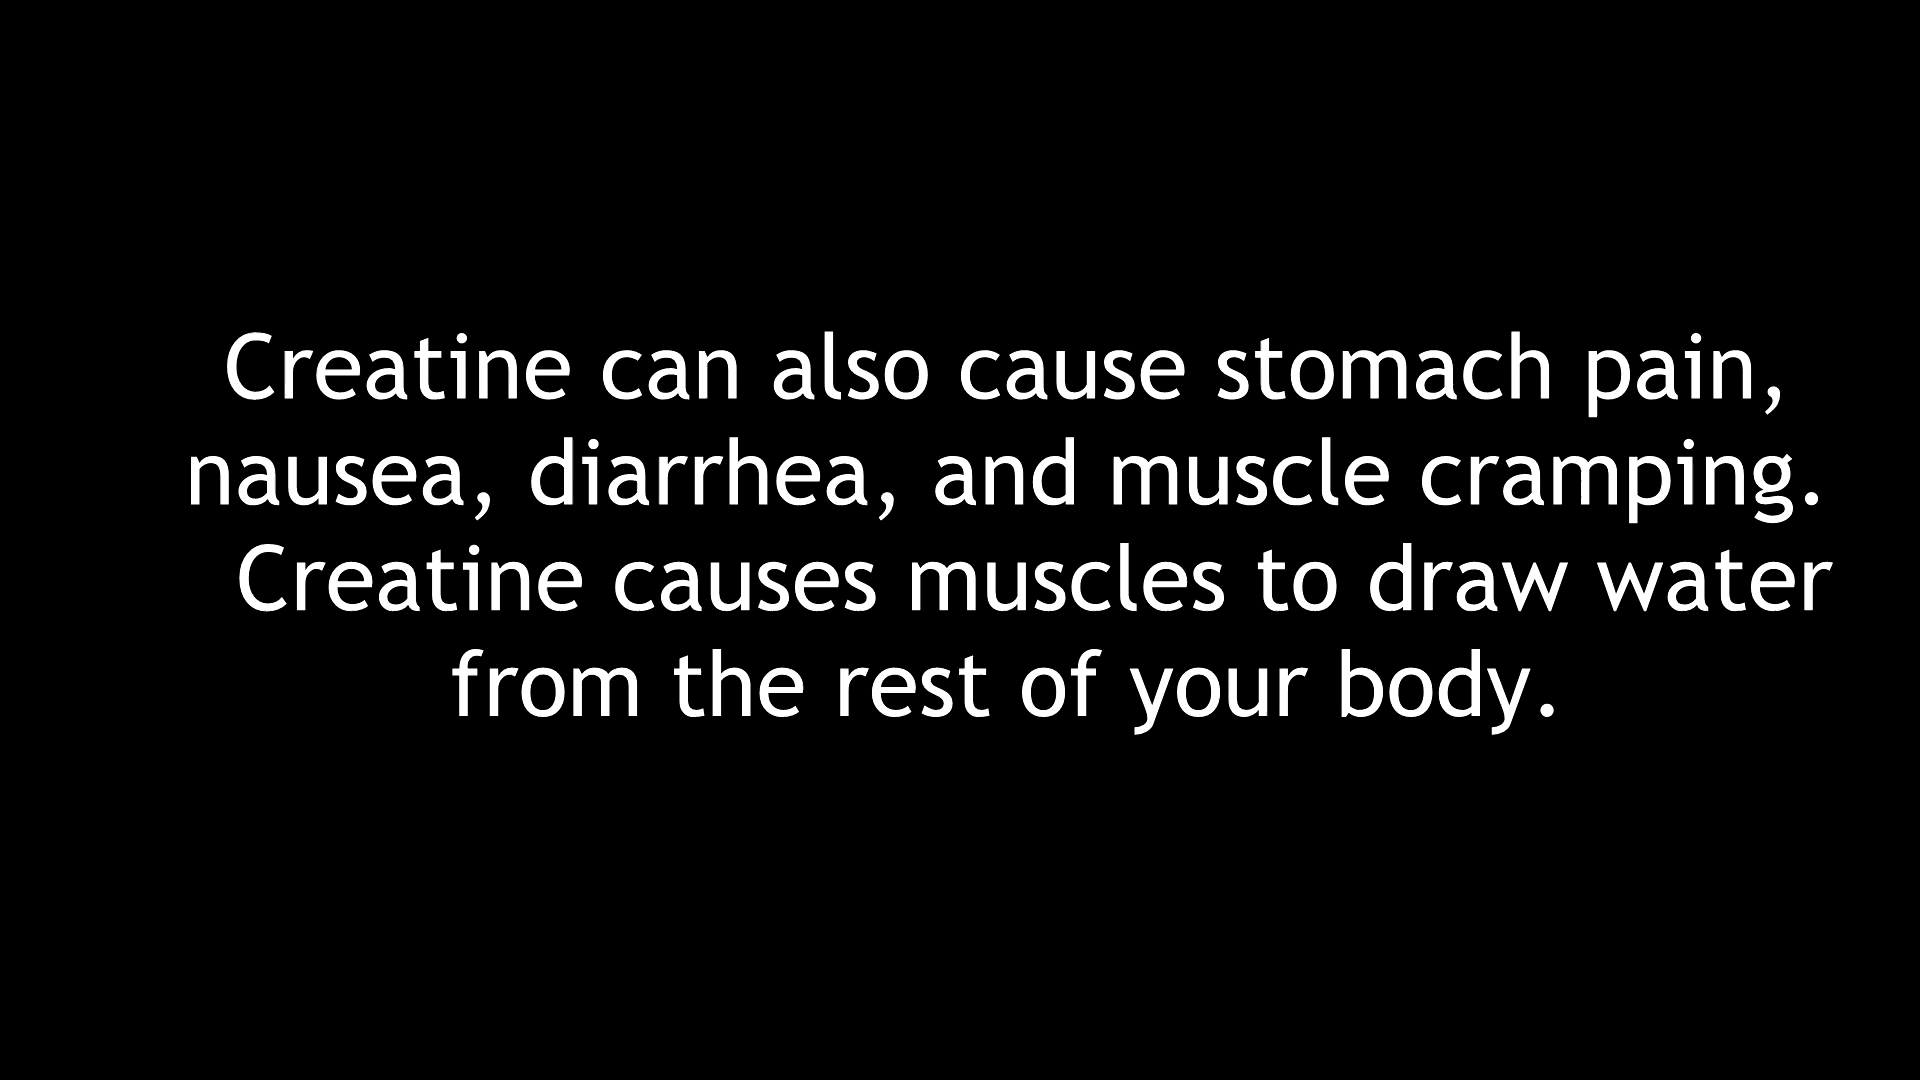 Creatine can also cause stomach pain,
nausea, diarrhea, and muscle cramping.
Creatine causes muscles to draw water
from the rest of your body.